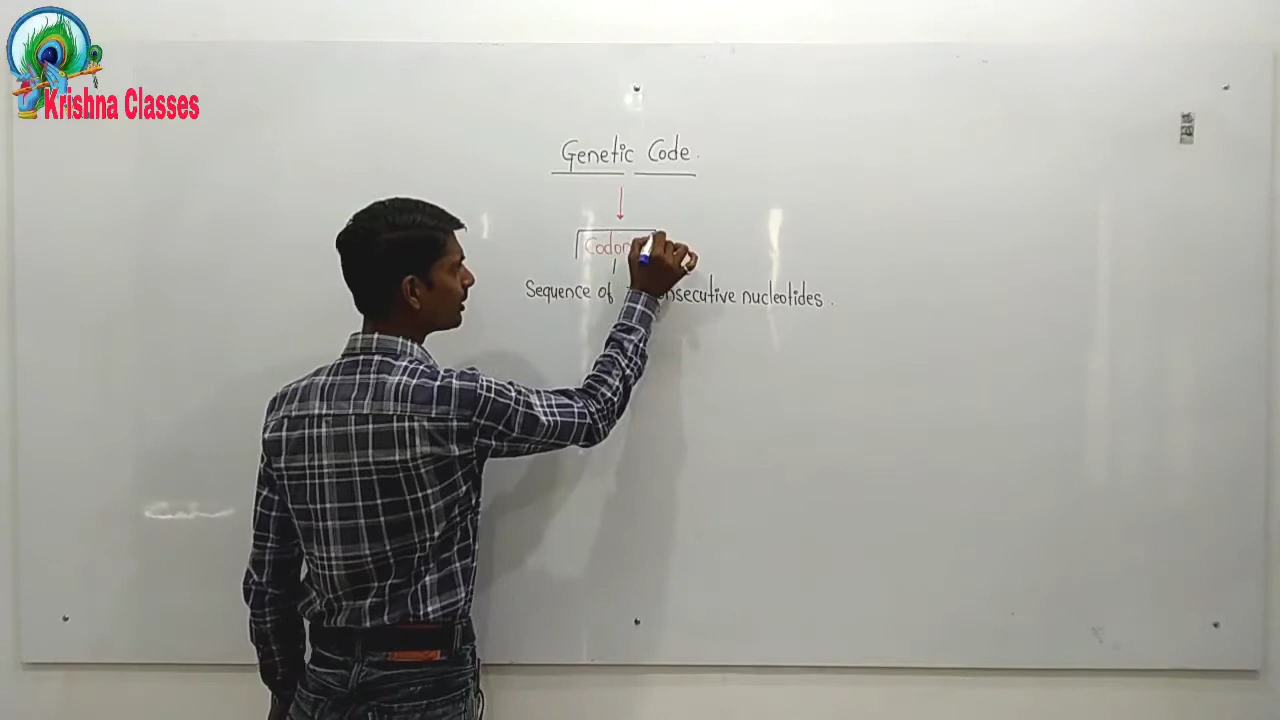 Krishna Classes
Genetic Code.
Codon
Sequence of consecutive nucleotides.